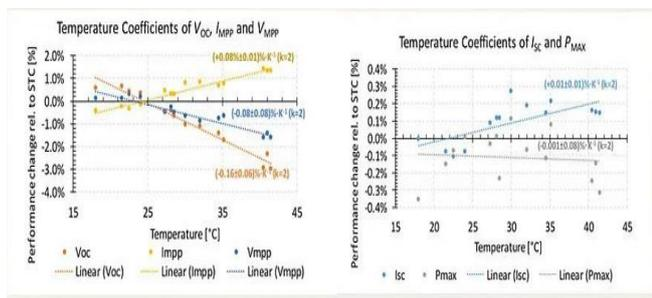 Temperature Coefficients of VOC, IMPP and VMPP
Performance change rel. to STC [%]
2.0%
1.0%
0.0%
-1.0%
-2.0%
-3.0%
-4.0%
(+0.08%±0.01)%·K⁻¹ (k=2)
(-0.08±0.08)%·K⁻¹ (k=2)
(-0.16±0.06)%·K⁻¹ (k=2)
15 25 35 45
Temperature [°C]
Voc Impp Vmpp
Linear (Voc) Linear (Impp) Linear (Vmpp)
Temperature Coefficients of ISC and PMAX
Performance change rel. to STC [%]
0.4%
0.3%
0.2%
0.1%
0.0%
-0.1%
-0.2%
-0.3%
-0.4%
(+0.01±0.01)%·K⁻¹ (k=2)
(-0.001±0.08)%·K⁻¹ (k=2)
15 20 25 30 35 40 45
Temperature [°C]
Isc Pmax Linear (Isc) Linear (Pmax)